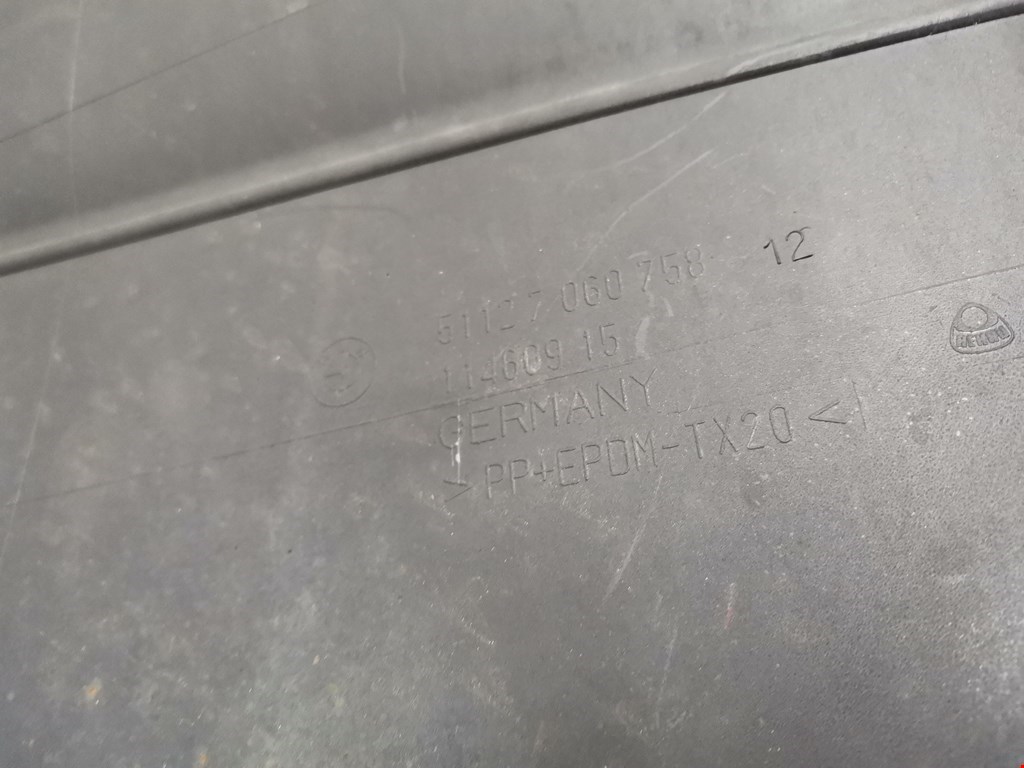 51127 060 758 12
114609 15
GERMANY
>PP+EPDM-TX20<